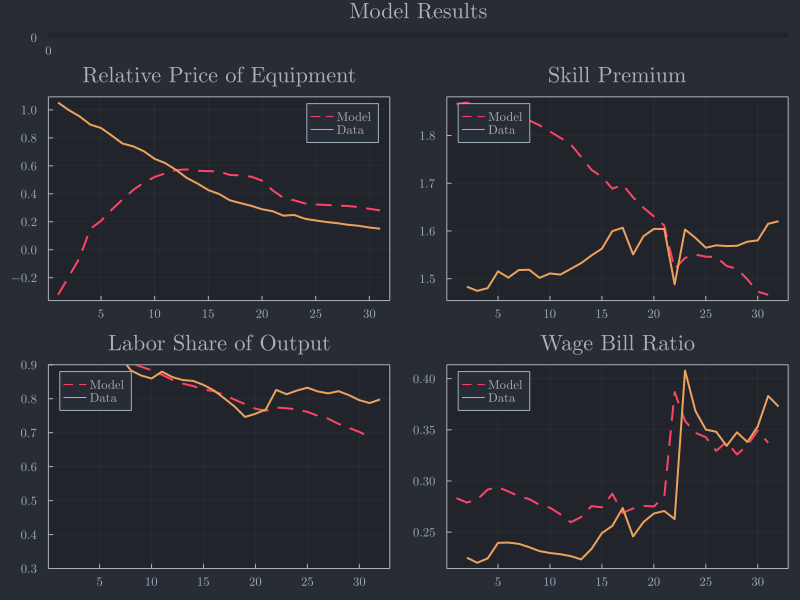 Model Results
0
0
Relative Price of Equipment
1.0
0.8
0.6
0.4
0.2
0.0
−0.2
5 10 15 20 25 30
Model
Data
Skill Premium
1.8
1.7
1.6
1.5
5 10 15 20 25 30
Model
Data
Labor Share of Output
0.9
0.8
0.7
0.6
0.5
0.4
0.3
5 10 15 20 25 30
Model
Data
Wage Bill Ratio
0.40
0.35
0.30
0.25
5 10 15 20 25 30
Model
Data